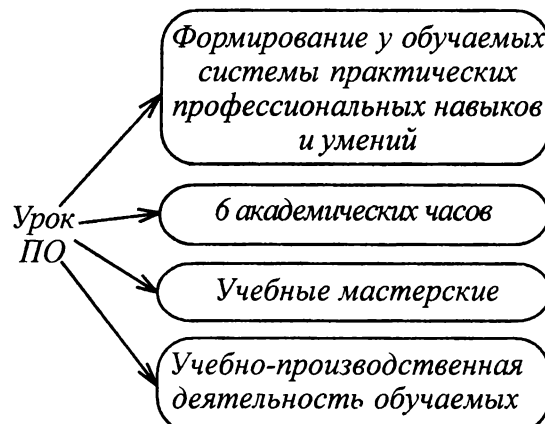 Формирование у обучаемых
системы практических
профессиональных навыков
и умений
Урок
ПО
6 академических часов
Учебные мастерские
Учебно-производственная
деятельность обучаемых